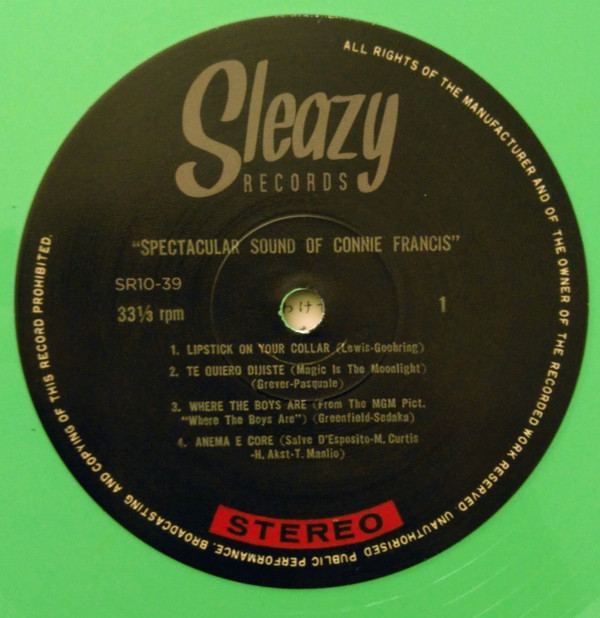 Sleazy
RECORDS
"SPECTACULAR SOUND OF CONNIE FRANCIS"
SR10-39
33⅓ rpm
1
1. LIPSTICK ON YOUR COLLAR (Lewis-Goehring)
2. TE QUIERO DIJISTE (Magic Is The Moonlight)
(Grever-Pasquale)
3. WHERE THE BOYS ARE (From The MGM Pict.
"Where The Boys Are") (Greenfield-Sedaka)
4. ANEMA E CORE (Salve D'Esposito-M. Curtis
-H. Akst-T. Manlio)
STEREO
ALL RIGHTS OF THE MANUFACTURER AND OF THE OWNER OF THE RECORDED WORK RESERVED. UNAUTHORISED PUBLIC PERFORMANCE, BROADCASTING AND COPYING OF THIS RECORD PROHIBITED.